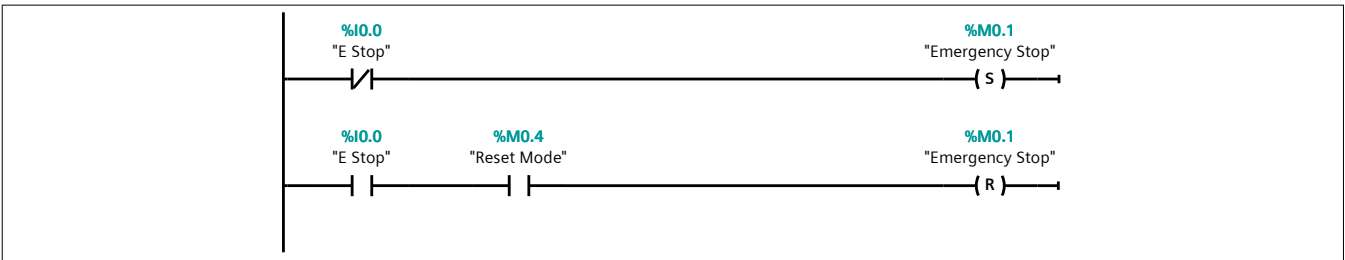 %I0.0 %M0.1
"E Stop" "Emergency Stop"
S
%I0.0 %M0.4 %M0.1
"E Stop" "Reset Mode" "Emergency Stop"
R